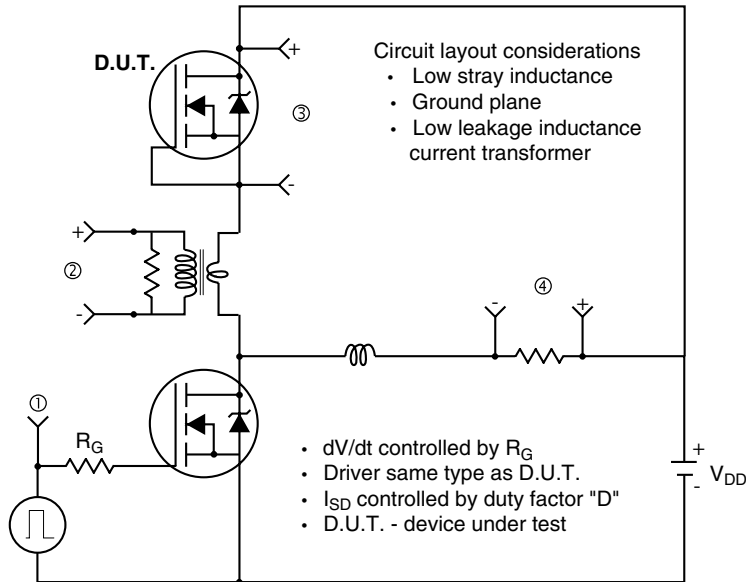 D.U.T.
+
③
-
Circuit layout considerations
• Low stray inductance
• Ground plane
• Low leakage inductance
current transformer
+
②
-
-
④
+
①
R_G
• dV/dt controlled by R_G
• Driver same type as D.U.T.
• I_SD controlled by duty factor "D"
• D.U.T. - device under test
+
-
V_DD